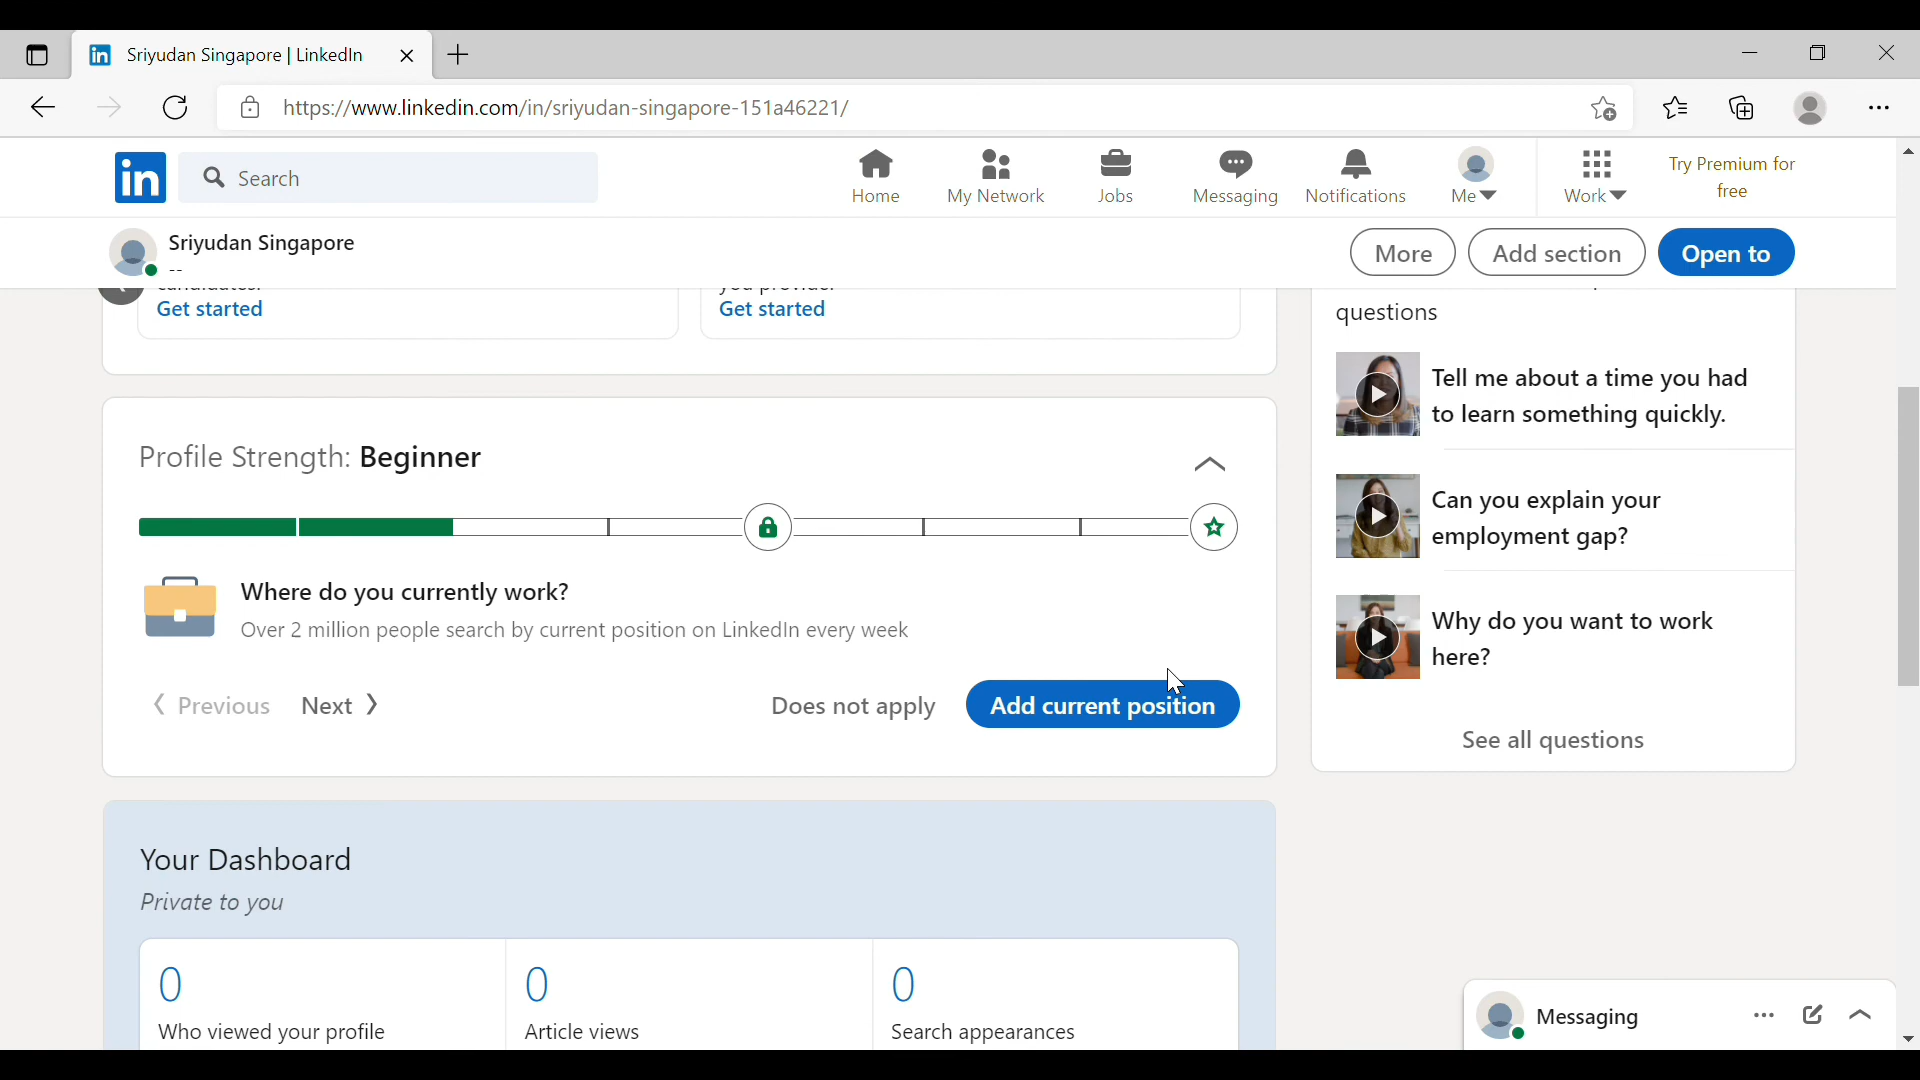 Sriyudan Singapore | LinkedIn
https://www.linkedin.com/in/sriyudan-singapore-151a46221/
in
Search
Home
My Network
Jobs
Messaging
Notifications
Me
Work
Try Premium for
free
Sriyudan Singapore
--
More
Add section
Open to
Get started
Get started
questions
Tell me about a time you had
to learn something quickly.
Can you explain your
employment gap?
Why do you want to work
here?
See all questions
Profile Strength: Beginner
Where do you currently work?
Over 2 million people search by current position on LinkedIn every week
Previous
Next
Does not apply
Add current position
Your Dashboard
Private to you
0
Who viewed your profile
0
Article views
0
Search appearances
Messaging